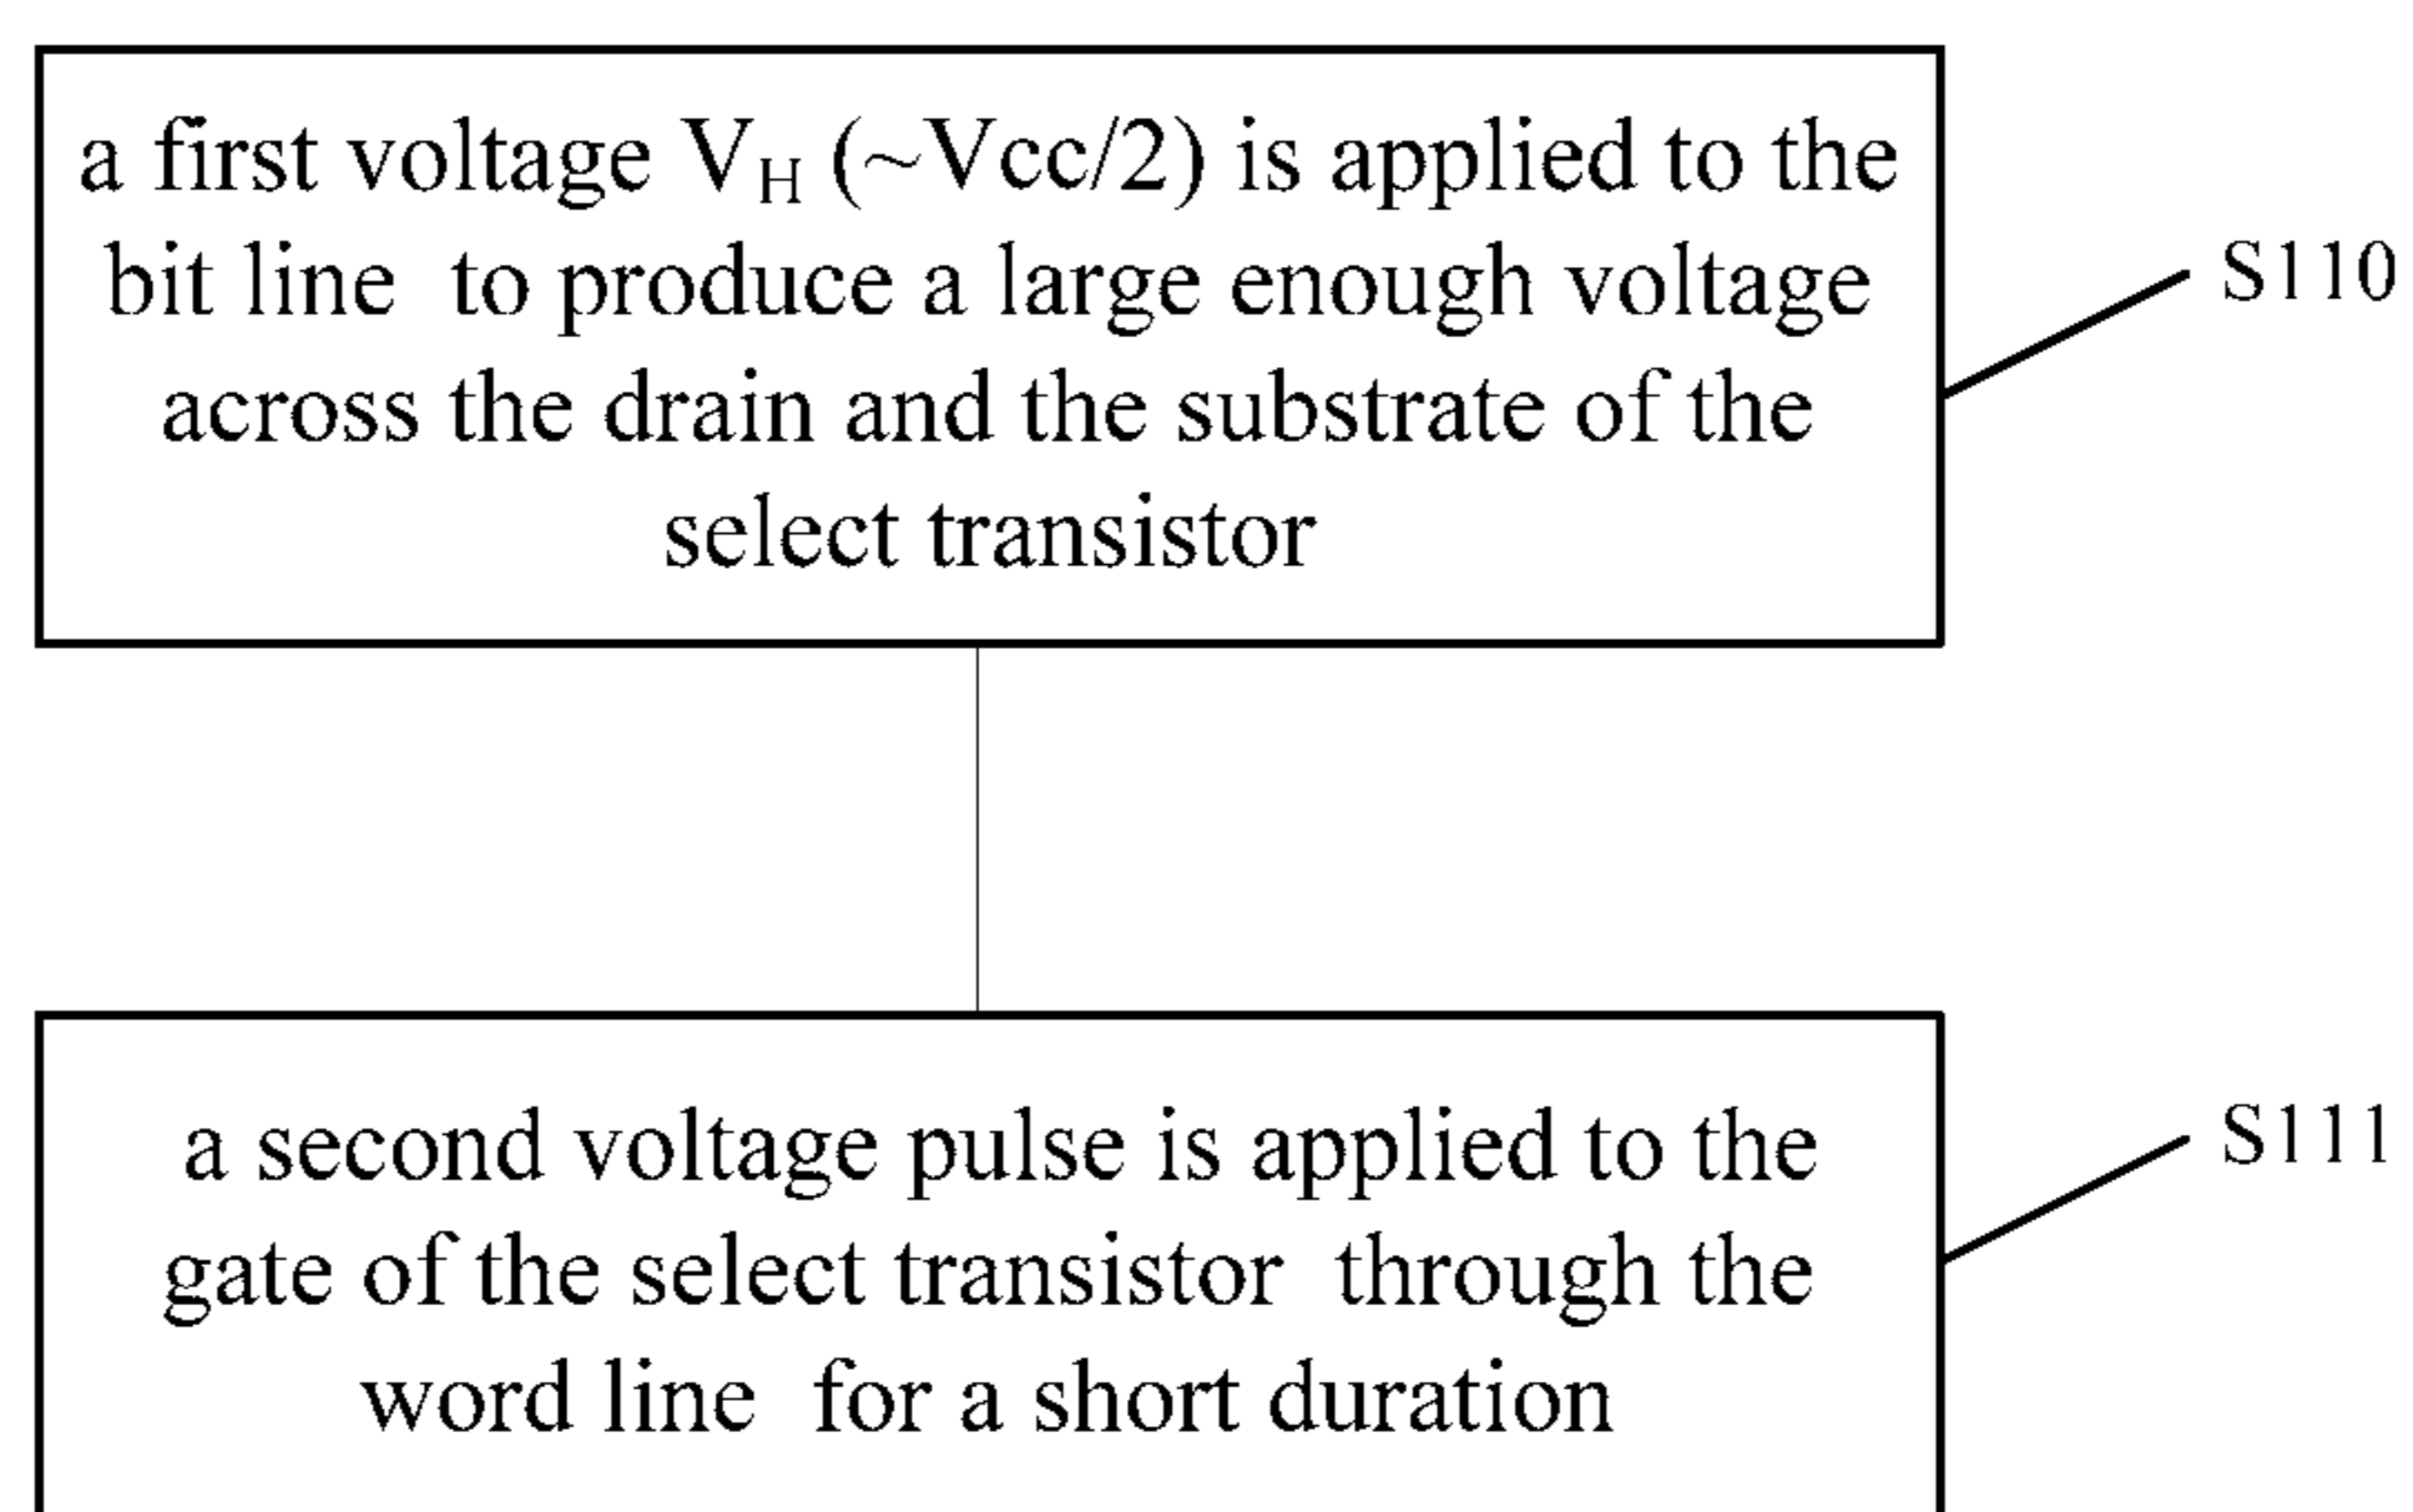 a first voltage V_H (~Vcc/2) is applied to the
bit line to produce a large enough voltage
across the drain and the substrate of the
select transistor
S110
a second voltage pulse is applied to the
gate of the select transistor through the
word line for a short duration
S111